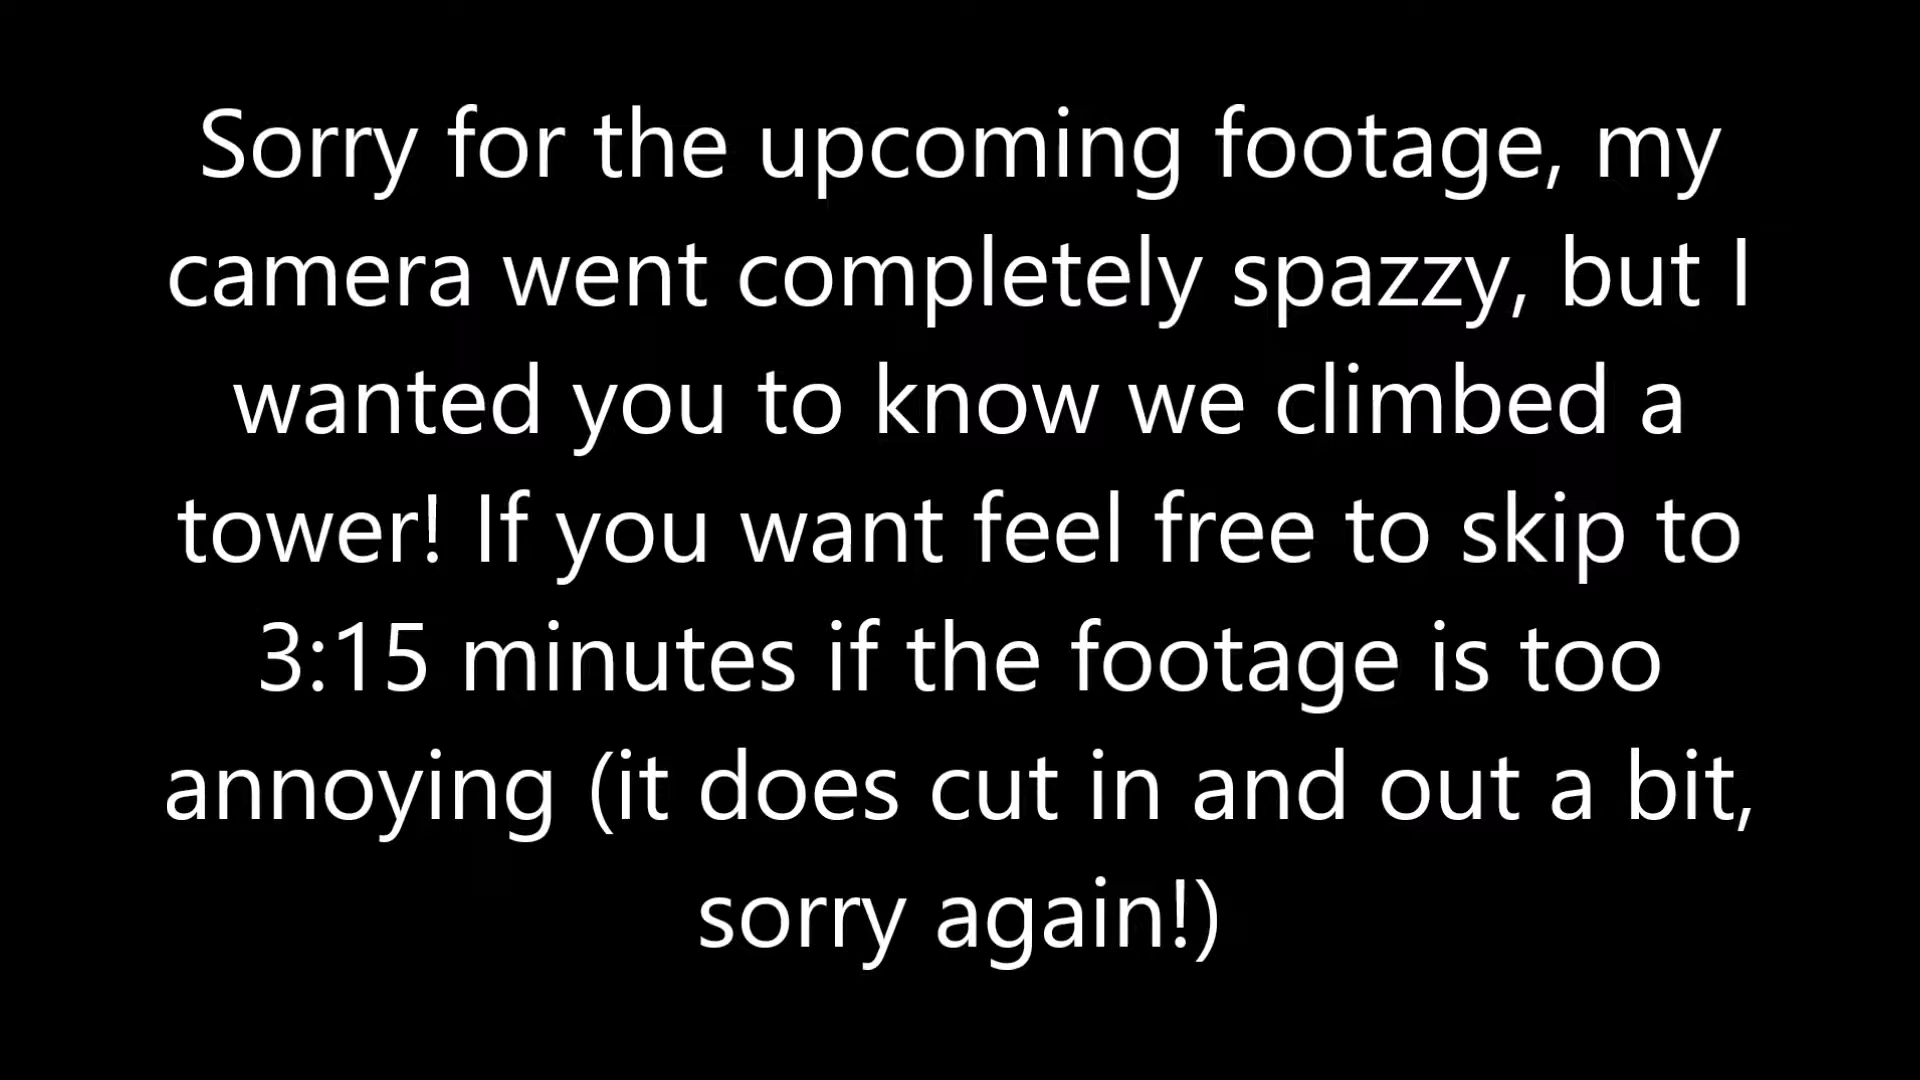 Sorry for the upcoming footage, my
camera went completely spazzy, but I
wanted you to know we climbed a
tower! If you want feel free to skip to
3:15 minutes if the footage is too
annoying (it does cut in and out a bit,
sorry again!)